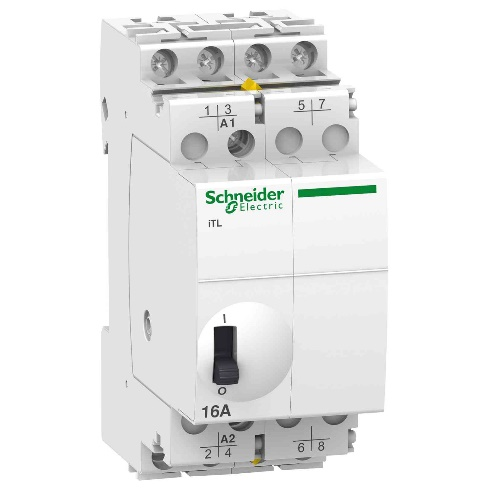 1 3 5 7
A1
Schneider
Electric
iTL
I
O
16A
A2
2 4 6 8